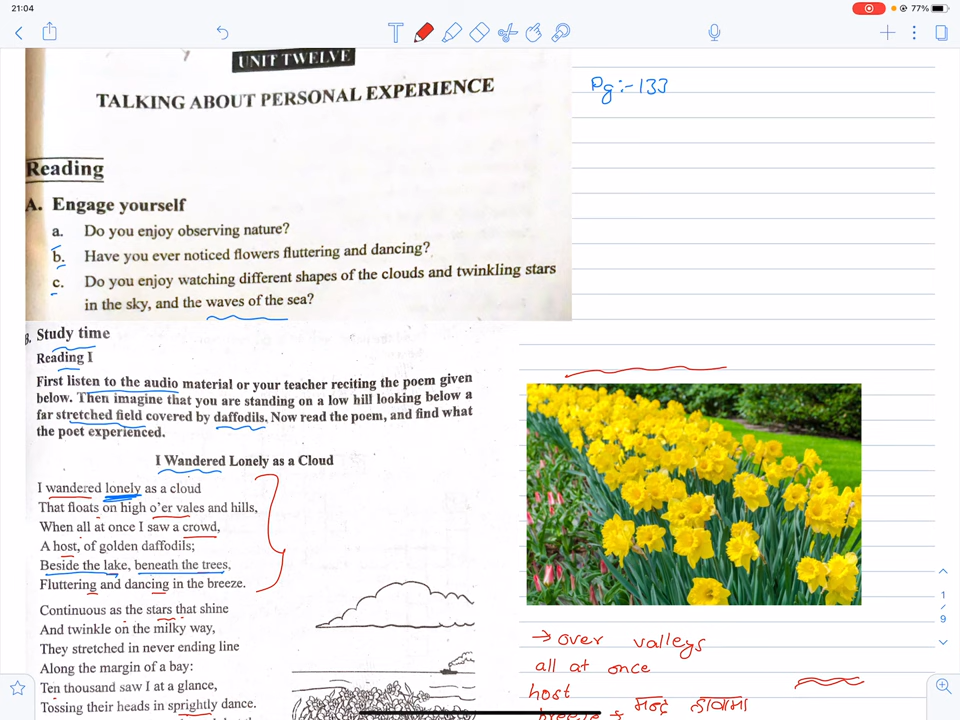 21:04
77%
UNIT TWELVE
TALKING ABOUT PERSONAL EXPERIENCE
Pg:-133
Reading
A. Engage yourself
a. Do you enjoy observing nature?
b. Have you ever noticed flowers fluttering and dancing?
c. Do you enjoy watching different shapes of the clouds and twinkling stars
in the sky, and the waves of the sea?
B. Study time
Reading I
First listen to the audio material or your teacher reciting the poem given
below. Then imagine that you are standing on a low hill looking below a
far stretched field covered by daffodils. Now read the poem, and find what
the poet experienced.
I Wandered Lonely as a Cloud
I wandered lonely as a cloud
That floats on high o'er vales and hills,
When all at once I saw a crowd,
A host, of golden daffodils;
Beside the lake, beneath the trees,
Fluttering and dancing in the breeze.
Continuous as the stars that shine
And twinkle on the milky way,
They stretched in never ending line
Along the margin of a bay:
Ten thousand saw I at a glance,
Tossing their heads in sprightly dance.
→ over valleys
all at once
host
breeze →
1
/
9